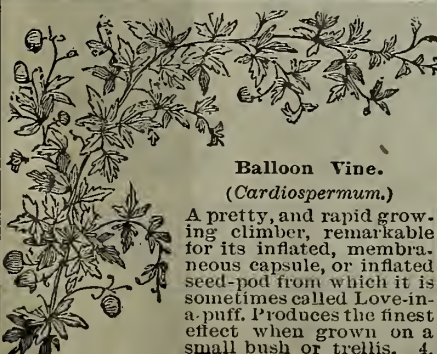 Balloon Vine.
(Cardiospermum.)
A pretty, and rapid grow-
ing climber, remarkable
for its inflated, membra-
neous capsule, or inflated
seed-pod from which it is
sometimes called Love-in-
a-puff. Produces the finest
effect when grown on a
small bush or trellis. 4.